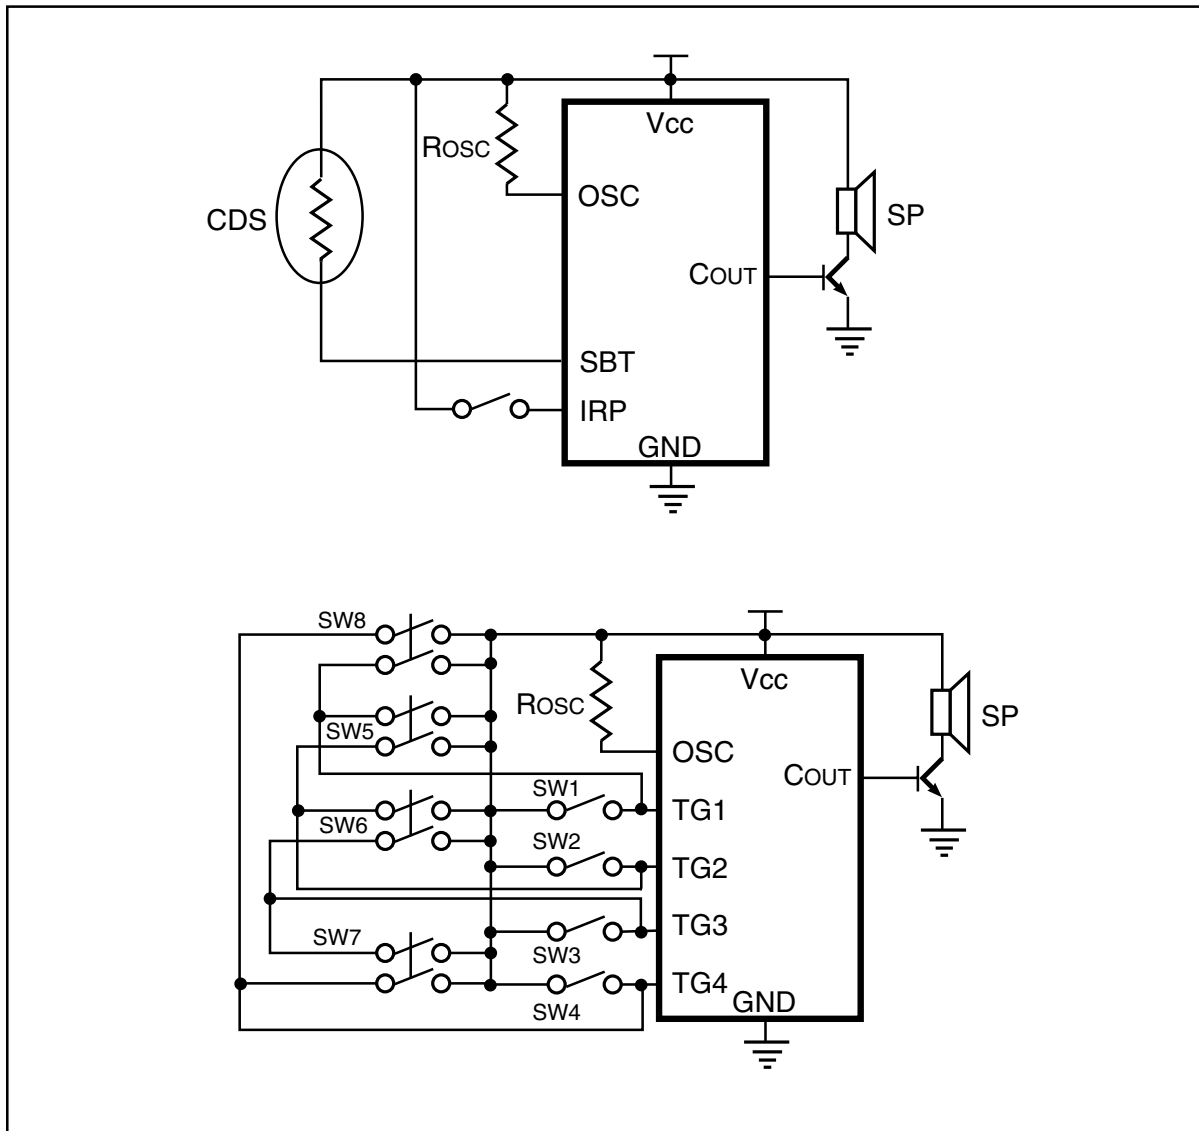 Vcc
ROSC
OSC
CDS
SP
COUT
SBT
IRP
GND
SW8
Vcc
ROSC
SP
SW5
OSC
COUT
SW1
TG1
SW6
SW2
TG2
TG3
SW7
SW3
TG4
GND
SW4